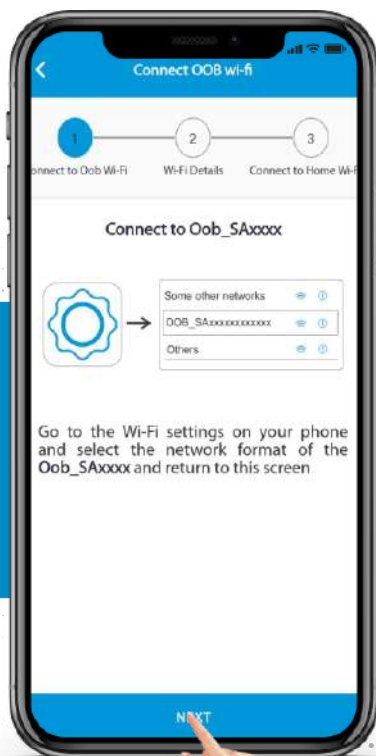 Connect OOB wi-fi
1
2
3
onnect to Oob Wi-Fi
Wi-Fi Details
Connect to Home Wi-F
Connect to Oob_SAxxxx
Some other networks
OOB_SAxxxxxxxxxxxx
Others
Go to the Wi-Fi settings on your phone
and select the network format of the
Oob_SAxxxx and return to this screen
NEXT